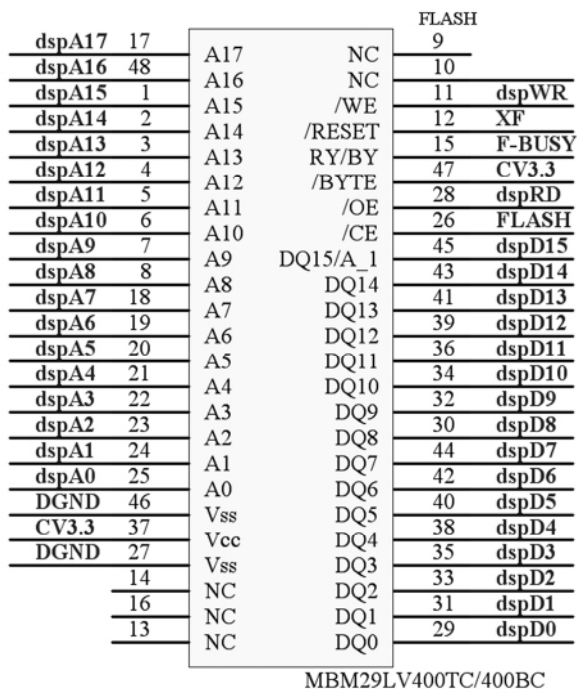 FLASH
dspA17 17 A17 NC 9
dspA16 48 A16 NC 10
dspA15 1 A15 /WE 11 dspWR
dspA14 2 A14 /RESET 12 XF
dspA13 3 A13 RY/BY 15 F-BUSY
dspA12 4 A12 /BYTE 47 CV3.3
dspA11 5 A11 /OE 28 dspRD
dspA10 6 A10 /CE 26 FLASH
dspA9 7 A9 DQ15/A_1 45 dspD15
dspA8 8 A8 DQ14 43 dspD14
dspA7 18 A7 DQ13 41 dspD13
dspA6 19 A6 DQ12 39 dspD12
dspA5 20 A5 DQ11 36 dspD11
dspA4 21 A4 DQ10 34 dspD10
dspA3 22 A3 DQ9 32 dspD9
dspA2 23 A2 DQ8 30 dspD8
dspA1 24 A1 DQ7 44 dspD7
dspA0 25 A0 DQ6 42 dspD6
DGND 46 Vss DQ5 40 dspD5
CV3.3 37 Vcc DQ4 38 dspD4
DGND 27 Vss DQ3 35 dspD3
14 NC DQ2 33 dspD2
16 NC DQ1 31 dspD1
13 NC DQ0 29 dspD0
MBM29LV400TC/400BC